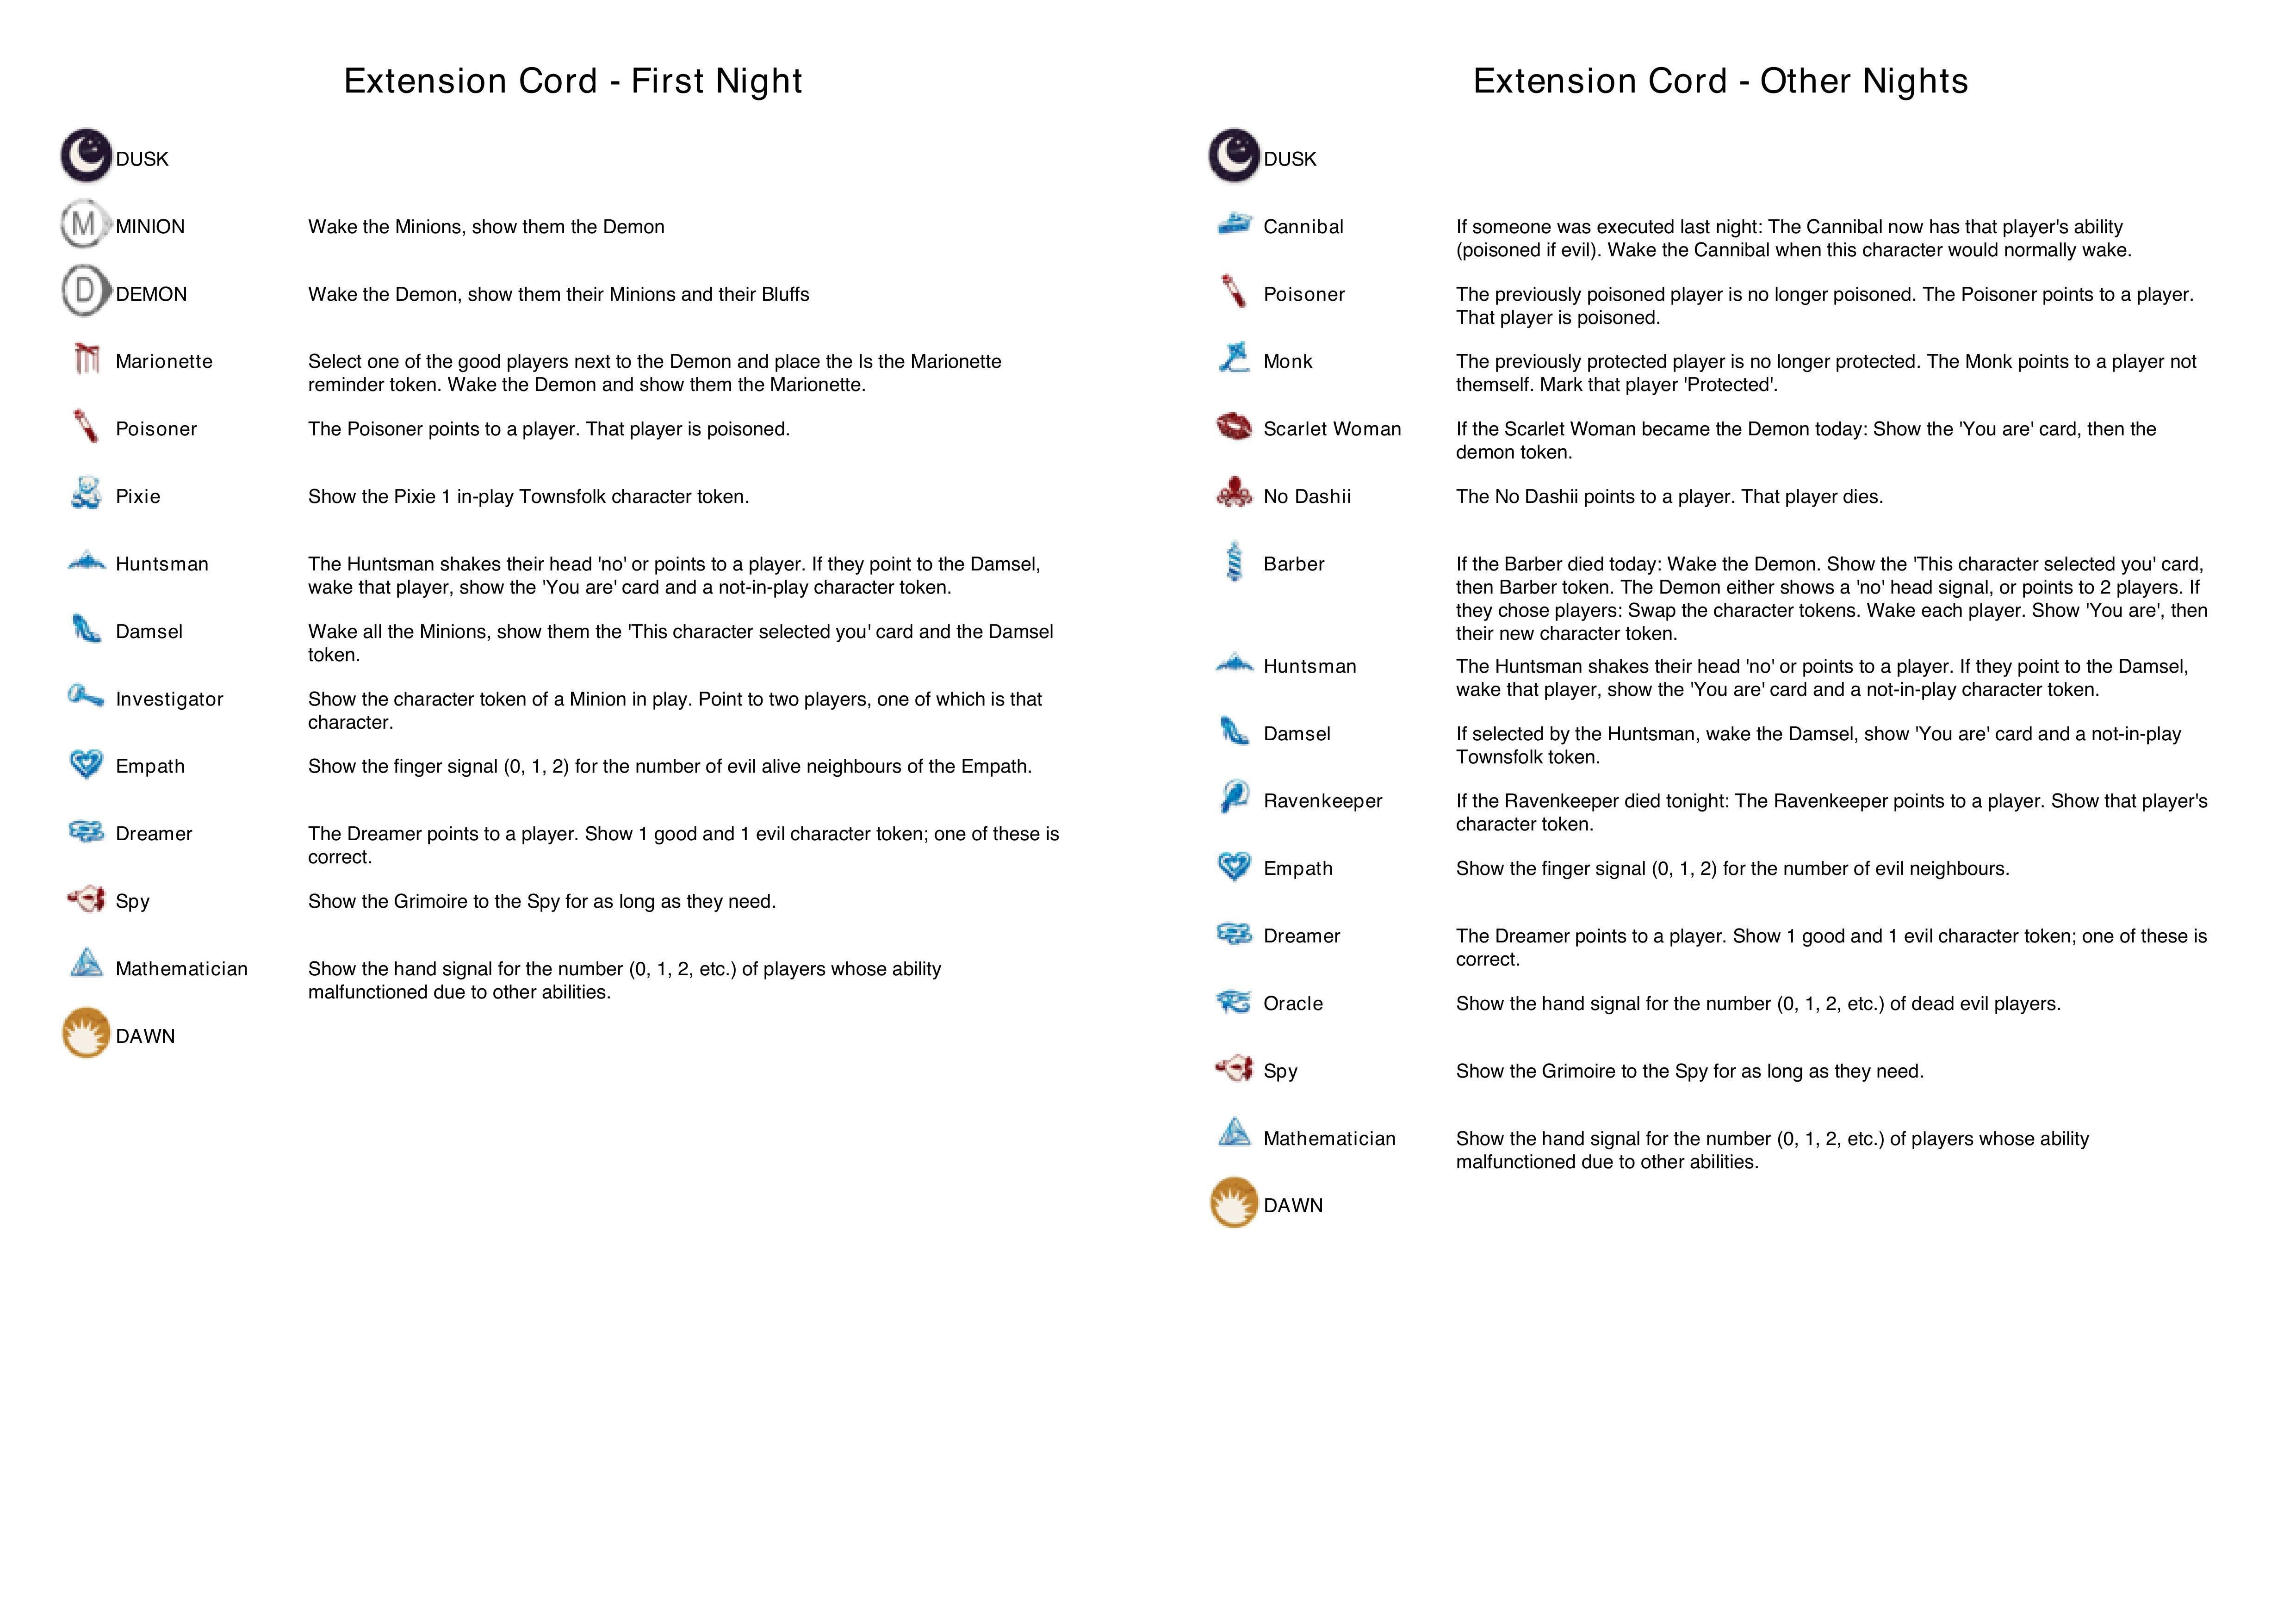 Extension Cord - First Night
DUSK
M
MINION
Wake the Minions, show them the Demon
D
DEMON
Wake the Demon, show them their Minions and their Bluffs
Marionette
Select one of the good players next to the Demon and place the Is the Marionette
reminder token. Wake the Demon and show them the Marionette.
Poisoner
The Poisoner points to a player. That player is poisoned.
Pixie
Show the Pixie 1 in-play Townsfolk character token.
Huntsman
The Huntsman shakes their head 'no' or points to a player. If they point to the Damsel,
wake that player, show the 'You are' card and a not-in-play character token.
Damsel
Wake all the Minions, show them the 'This character selected you' card and the Damsel
token.
Investigator
Show the character token of a Minion in play. Point to two players, one of which is that
character.
Empath
Show the finger signal (0, 1, 2) for the number of evil alive neighbours of the Empath.
Dreamer
The Dreamer points to a player. Show 1 good and 1 evil character token; one of these is
correct.
Spy
Show the Grimoire to the Spy for as long as they need.
Mathematician
Show the hand signal for the number (0, 1, 2, etc.) of players whose ability
malfunctioned due to other abilities.
DAWN
Extension Cord - Other Nights
DUSK
Cannibal
If someone was executed last night: The Cannibal now has that player's ability
(poisoned if evil). Wake the Cannibal when this character would normally wake.
Poisoner
The previously poisoned player is no longer poisoned. The Poisoner points to a player.
That player is poisoned.
Monk
The previously protected player is no longer protected. The Monk points to a player not
themself. Mark that player 'Protected'.
Scarlet Woman
If the Scarlet Woman became the Demon today: Show the 'You are' card, then the
demon token.
No Dashii
The No Dashii points to a player. That player dies.
Barber
If the Barber died today: Wake the Demon. Show the 'This character selected you' card,
then Barber token. The Demon either shows a 'no' head signal, or points to 2 players. If
they chose players: Swap the character tokens. Wake each player. Show 'You are', then
their new character token.
Huntsman
The Huntsman shakes their head 'no' or points to a player. If they point to the Damsel,
wake that player, show the 'You are' card and a not-in-play character token.
Damsel
If selected by the Huntsman, wake the Damsel, show 'You are' card and a not-in-play
Townsfolk token.
Ravenkeeper
If the Ravenkeeper died tonight: The Ravenkeeper points to a player. Show that player's
character token.
Empath
Show the finger signal (0, 1, 2) for the number of evil neighbours.
Dreamer
The Dreamer points to a player. Show 1 good and 1 evil character token; one of these is
correct.
Oracle
Show the hand signal for the number (0, 1, 2, etc.) of dead evil players.
Spy
Show the Grimoire to the Spy for as long as they need.
Mathematician
Show the hand signal for the number (0, 1, 2, etc.) of players whose ability
malfunctioned due to other abilities.
DAWN